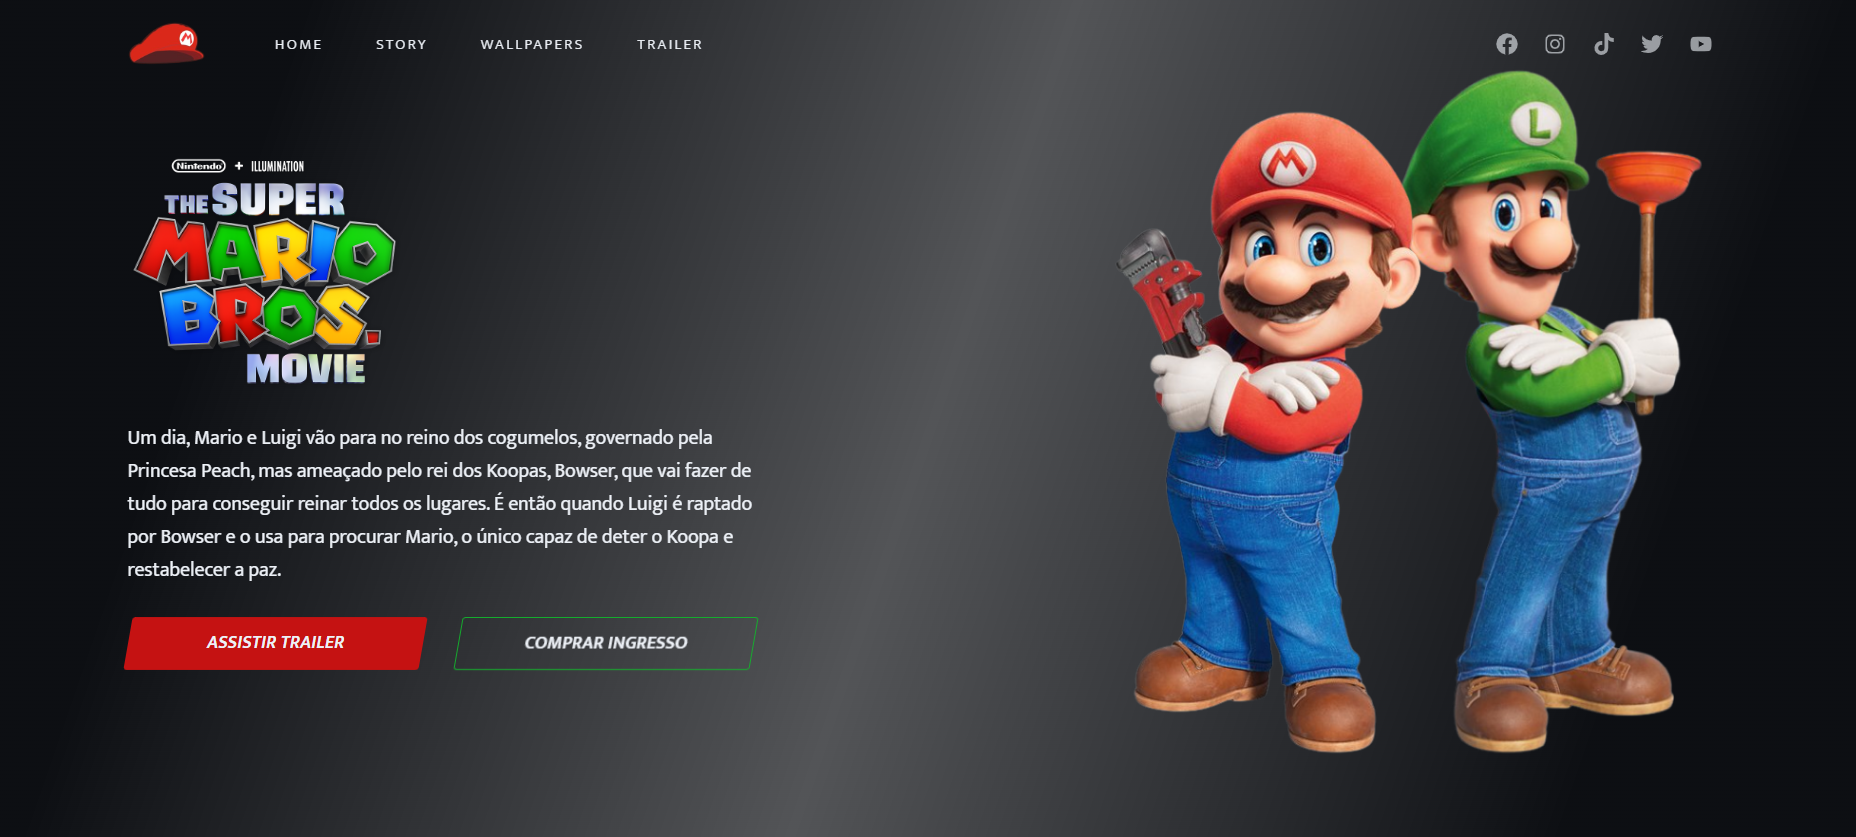 M
HOME STORY WALLPAPERS TRAILER
Nintendo + ILLUMINATION
THE SUPER
MARIO
BROS.
MOVIE
M
L
Um dia, Mario e Luigi vão para no reino dos cogumelos, governado pela
Princesa Peach, mas ameaçado pelo rei dos Koopas, Bowser, que vai fazer de
tudo para conseguir reinar todos os lugares. É então quando Luigi é raptado
por Bowser e o usa para procurar Mario, o único capaz de deter o Koopa e
restabelecer a paz.
ASSISTIR TRAILER
COMPRAR INGRESSO